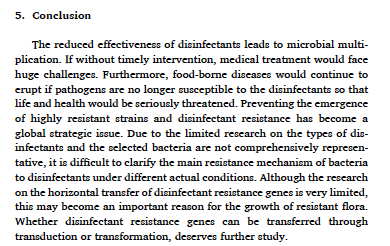 5. Conclusion
The reduced effectiveness of disinfectants leads to microbial multi-
plication. If without timely intervention, medical treatment would face
huge challenges. Furthermore, food-borne diseases would continue to
erupt if pathogens are no longer susceptible to the disinfectants so that
life and health would be seriously threatened. Preventing the emergence
of highly resistant strains and disinfectant resistance has become a
global strategic issue. Due to the limited research on the types of dis-
infectants and the selected bacteria are not comprehensively represen-
tative, it is difficult to clarify the main resistance mechanism of bacteria
to disinfectants under different actual conditions. Although the research
on the horizontal transfer of disinfectant resistance genes is very limited,
this may become an important reason for the growth of resistant flora.
Whether disinfectant resistance genes can be transferred through
transduction or transformation, deserves further study.